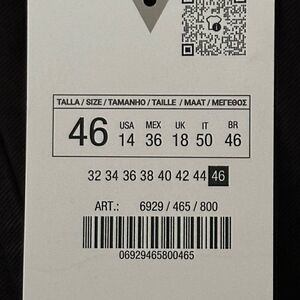 TALLA / SIZE / TAMANHO / TAILLE / MAAT / ΜΕΓΕΘΟΣ
46 USA MEX UK IT BR
14 36 18 50 46
32 34 36 38 40 42 44 46
ART.: 6929 / 465 / 800
06929465800465